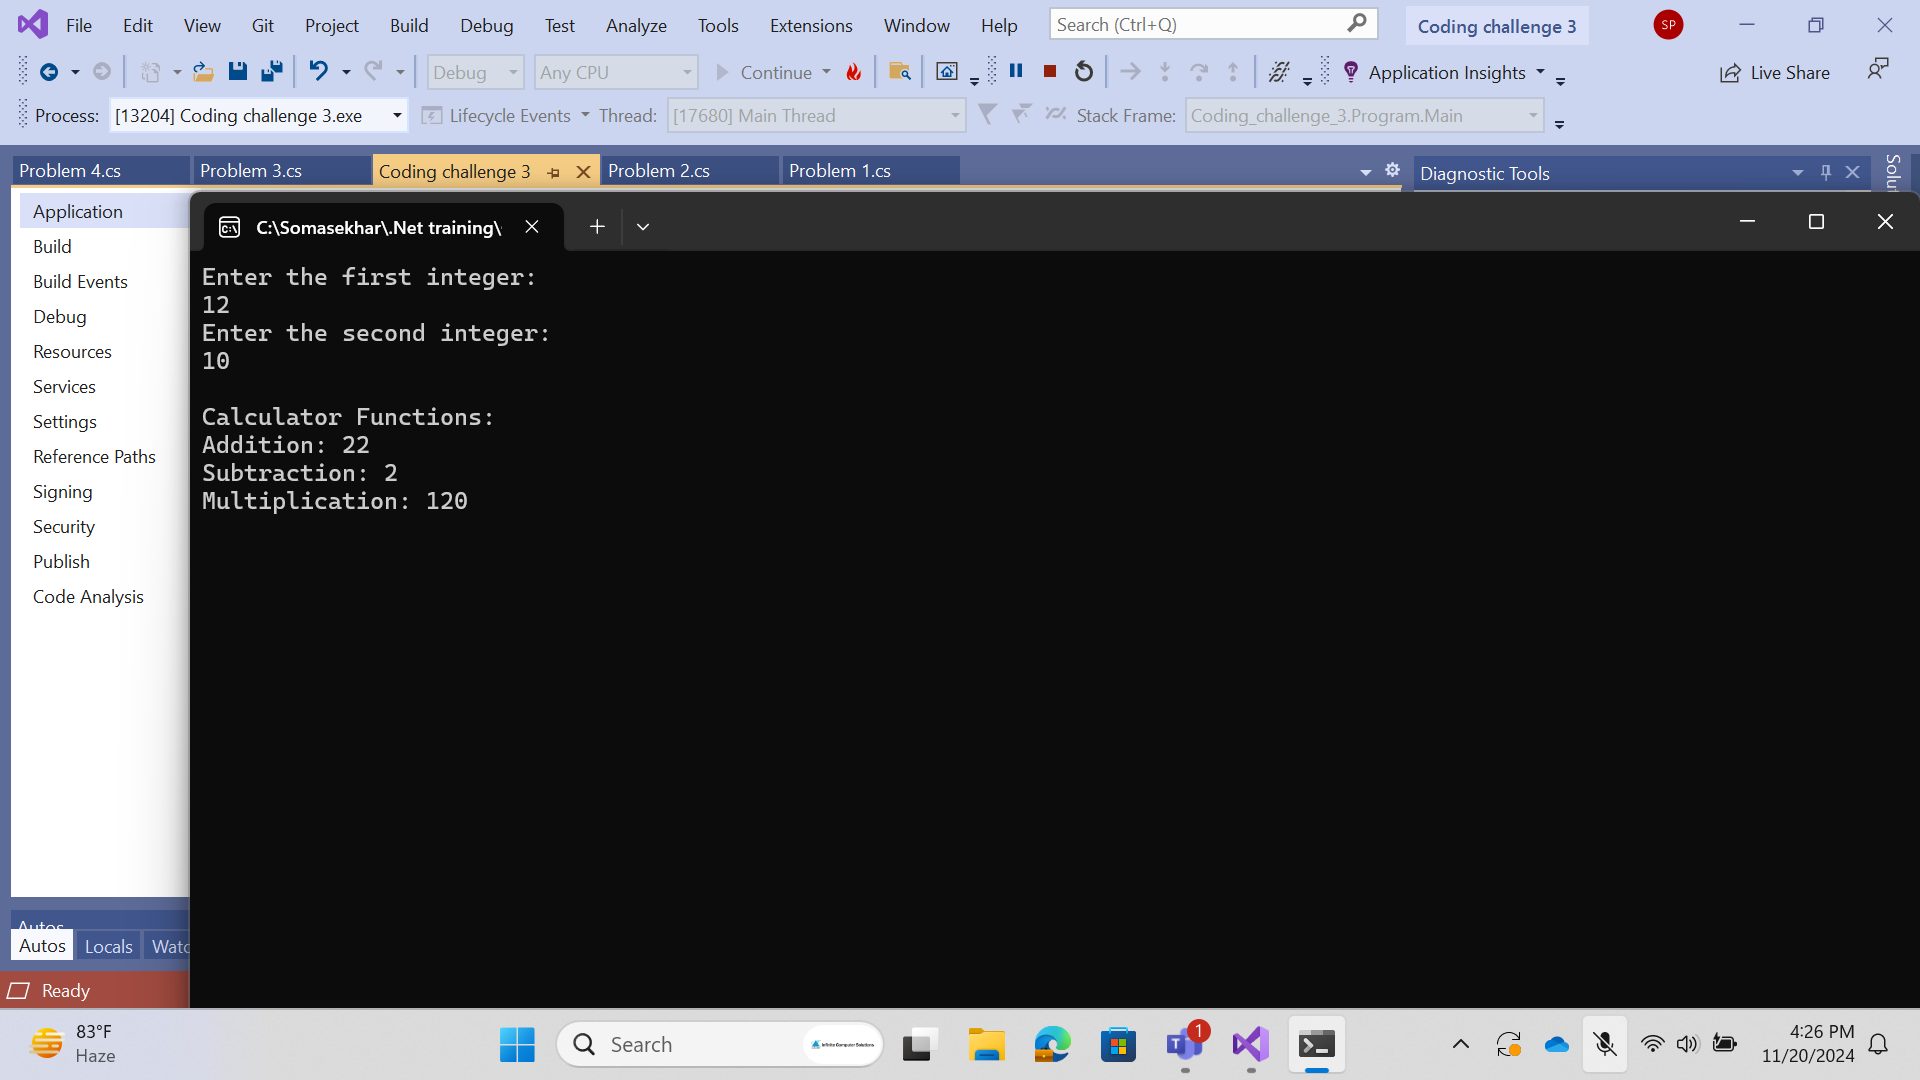 File Edit View Git Project Build Debug Test Analyze Tools Extensions Window Help Search (Ctrl+Q) Coding challenge 3 SP
Debug Any CPU Continue Application Insights Live Share
Process: [13204] Coding challenge 3.exe Lifecycle Events Thread: [17680] Main Thread Stack Frame: Coding_challenge_3.Program.Main
Problem 4.cs Problem 3.cs Coding challenge 3 Problem 2.cs Problem 1.cs Diagnostic Tools
Application
Build
Build Events
Debug
Resources
Services
Settings
Reference Paths
Signing
Security
Publish
Code Analysis
C:\Somasekhar\.Net training\
Enter the first integer:
12
Enter the second integer:
10
Calculator Functions:
Addition: 22
Subtraction: 2
Multiplication: 120
Autos
Autos Locals
Ready
83°F
Haze
Search
Infinite Computer Solutions
1
4:26 PM
11/20/2024